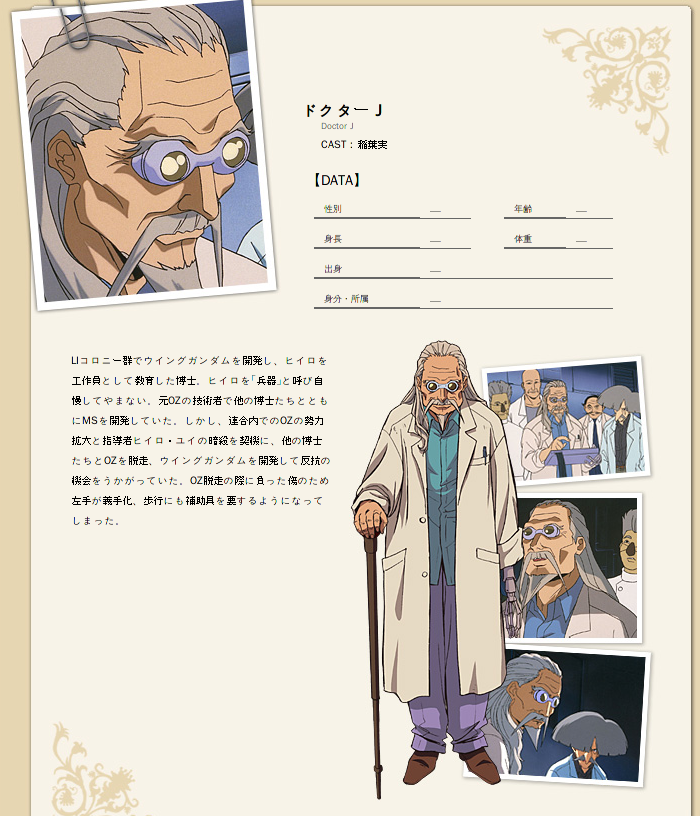 ドクターJ
Doctor J
CAST：稲葉実
【DATA】
性別 ― 年齢 ―
身長 ― 体重 ―
出身 ―
身分・所属 ―
L1コロニー群でウイングガンダムを開発し、ヒイロを
工作員として教育した博士。ヒイロを「兵器」と呼び自
慢してやまない。元OZの技術者で他の博士たちととも
にMSを開発していた。しかし、連合内でのOZの勢力
拡大と指導者ヒイロ・ユイの暗殺を契機に、他の博士
たちとOZを脱走、ウイングガンダムを開発して反抗の
機会をうかがっていた。OZ脱走の際に負った傷のため
左手が義手化、歩行にも補助具を要するようになって
しまった。